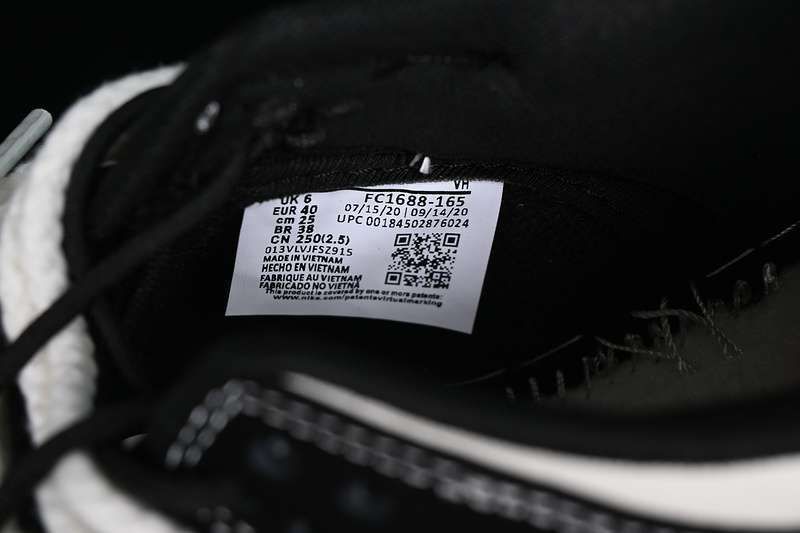 VH
UK 6
FC1688-165
EUR 40
07/15/20 | 09/14/20
cm 25
UPC 00184502876024
BR 38
CN 250(2.5)
013VLVJFSZ915
MADE IN VIETNAM
HECHO EN VIETNAM
FABRIQUE AU VIETNAM
FABRICADO NO VIETNA
This product is covered by one or more patents:
www.nike.com/patentsvirtualmarking